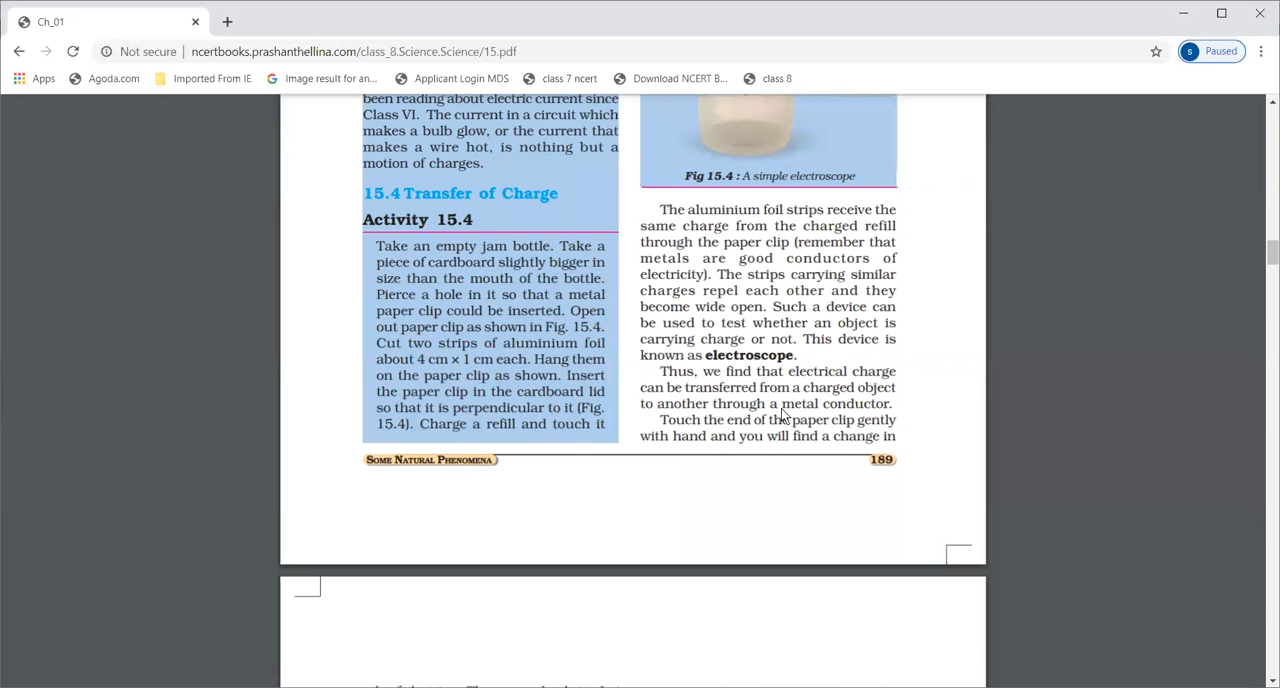 Ch_01
Not secure | ncertbooks.prashanthellina.com/class_8.Science.Science/15.pdf
s Paused
Apps Agoda.com Imported From IE Image result for an... Applicant Login MDS class 7 ncert Download NCERT B... class 8
been reading about electric current since
Class VI. The current in a circuit which
makes a bulb glow, or the current that
makes a wire hot, is nothing but a
motion of charges.
15.4 Transfer of Charge
Activity 15.4
Take an empty jam bottle. Take a
piece of cardboard slightly bigger in
size than the mouth of the bottle.
Pierce a hole in it so that a metal
paper clip could be inserted. Open
out paper clip as shown in Fig. 15.4.
Cut two strips of aluminium foil
about 4 cm × 1 cm each. Hang them
on the paper clip as shown. Insert
the paper clip in the cardboard lid
so that it is perpendicular to it (Fig.
15.4). Charge a refill and touch it
Fig 15.4 : A simple electroscope
The aluminium foil strips receive the
same charge from the charged refill
through the paper clip (remember that
metals are good conductors of
electricity). The strips carrying similar
charges repel each other and they
become wide open. Such a device can
be used to test whether an object is
carrying charge or not. This device is
known as electroscope.
Thus, we find that electrical charge
can be transferred from a charged object
to another through a metal conductor.
Touch the end of the paper clip gently
with hand and you will find a change in
SOME NATURAL PHENOMENA
189